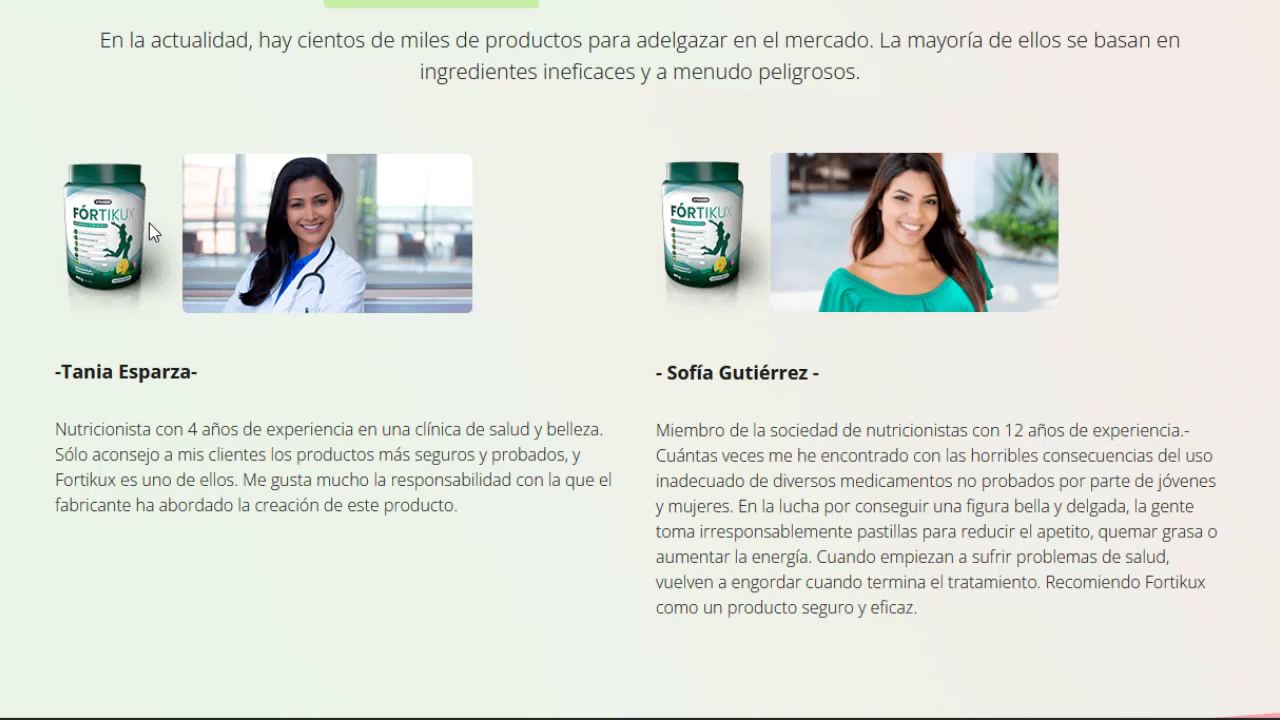 En la actualidad, hay cientos de miles de productos para adelgazar en el mercado. La mayoría de ellos se basan en
ingredientes ineficaces y a menudo peligrosos.
FÓRTIKUX
FÓRTIKUX
-Tania Esparza-
Nutricionista con 4 años de experiencia en una clínica de salud y belleza.
Sólo aconsejo a mis clientes los productos más seguros y probados, y
Fortikux es uno de ellos. Me gusta mucho la responsabilidad con la que el
fabricante ha abordado la creación de este producto.
- Sofía Gutiérrez -
Miembro de la sociedad de nutricionistas con 12 años de experiencia.-
Cuántas veces me he encontrado con las horribles consecuencias del uso
inadecuado de diversos medicamentos no probados por parte de jóvenes
y mujeres. En la lucha por conseguir una figura bella y delgada, la gente
toma irresponsablemente pastillas para reducir el apetito, quemar grasa o
aumentar la energía. Cuando empiezan a sufrir problemas de salud,
vuelven a engordar cuando termina el tratamiento. Recomiendo Fortikux
como un producto seguro y eficaz.